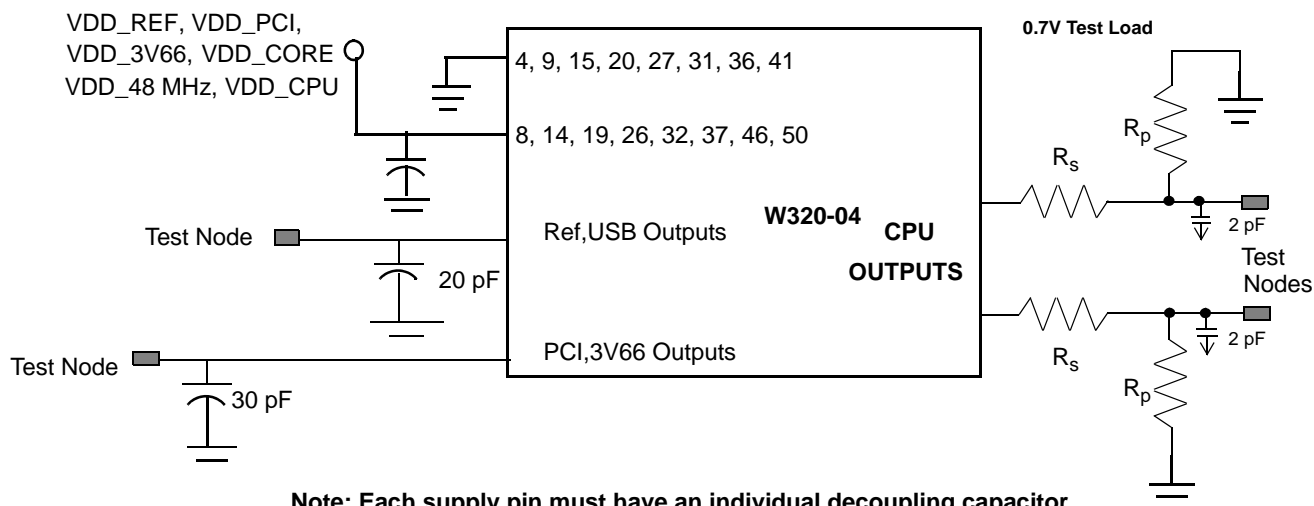 VDD_REF, VDD_PCI,
VDD_3V66, VDD_CORE
VDD_48 MHz, VDD_CPU
4, 9, 15, 20, 27, 31, 36, 41
8, 14, 19, 26, 32, 37, 46, 50
0.7V Test Load
Rp
Rs
W320-04
CPU
OUTPUTS
2 pF
Test Node
Ref,USB Outputs
20 pF
Test
Nodes
Test Node
PCI,3V66 Outputs
30 pF
Rs
2 pF
Rp
Note: Each supply pin must have an individual decoupling capacitor